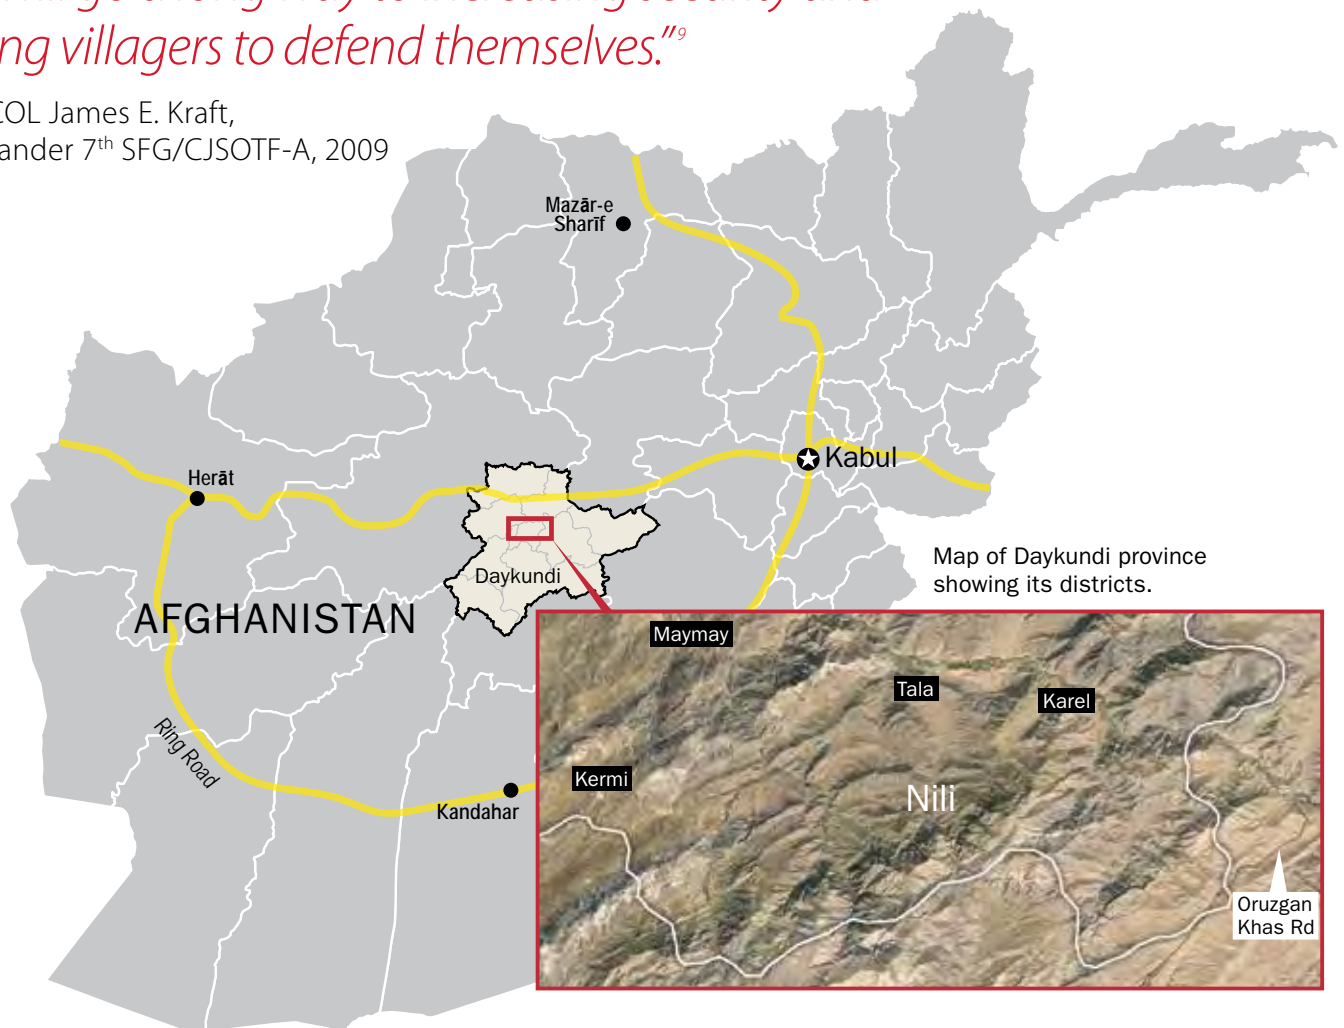 ng villagers to defend themselves.”9
COL James E. Kraft,
ander 7th SFG/CJSOTF-A, 2009
Mazār-e
Sharīf
Kabul
Herāt
Daykundi
Map of Daykundi province
showing its districts.
AFGHANISTAN
Maymay
Tala
Karel
Ring Road
Kermi
Nili
Kandahar
Oruzgan
Khas Rd